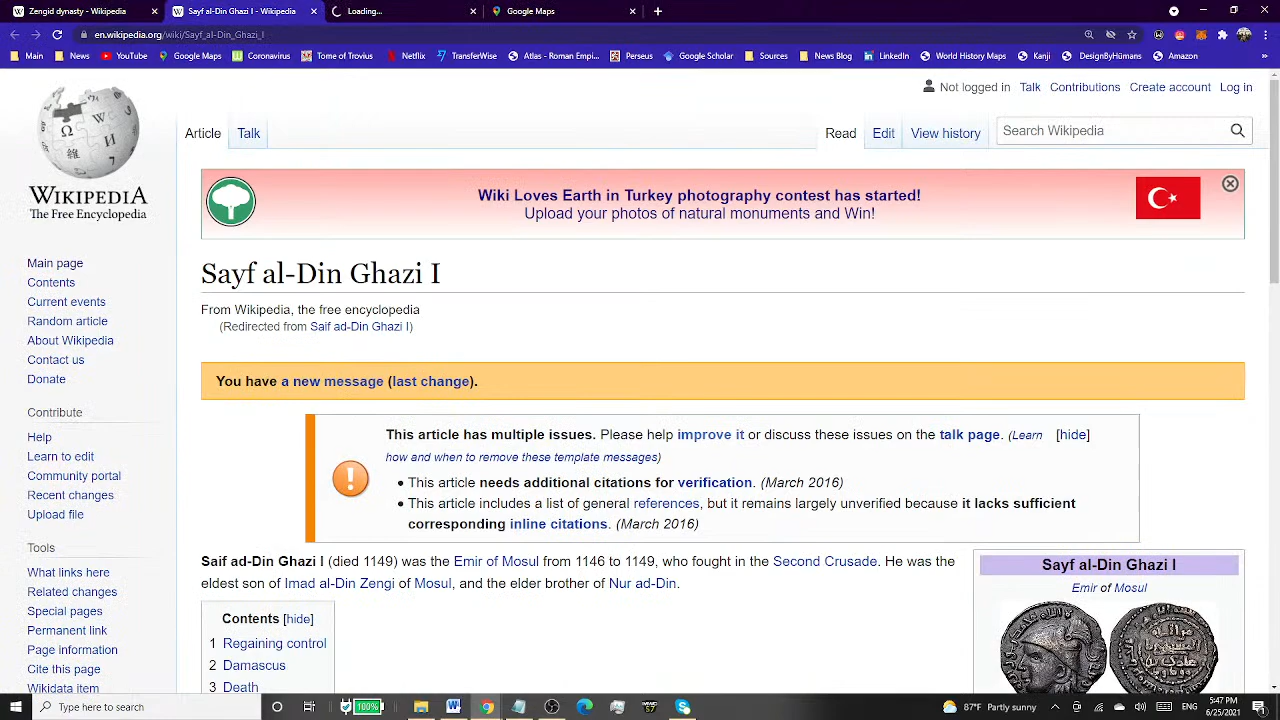 Zengid dynasty - Wikipedia
Sayf al-Din Ghazi I - Wikipedia
Loading...
Google Maps
en.wikipedia.org/wiki/Sayf_al-Din_Ghazi_I
Main News YouTube Google Maps Coronavirus Tome of Trovius Netflix TransferWise Atlas - Roman Empi... Perseus Google Scholar Sources News Blog LinkedIn World History Maps Kanji DesignByHumans Amazon
Not logged in Talk Contributions Create account Log in
Article Talk Read Edit View history Search Wikipedia
WIKIPEDIA
The Free Encyclopedia
Wiki Loves Earth in Turkey photography contest has started!
Upload your photos of natural monuments and Win!
Main page
Contents
Current events
Random article
About Wikipedia
Contact us
Donate
Contribute
Help
Learn to edit
Community portal
Recent changes
Upload file
Tools
What links here
Related changes
Special pages
Permanent link
Page information
Cite this page
Wikidata item
Sayf al-Din Ghazi I
From Wikipedia, the free encyclopedia
(Redirected from Saif ad-Din Ghazi I)
You have a new message (last change).
This article has multiple issues. Please help improve it or discuss these issues on the talk page. (Learn [hide]
how and when to remove these template messages)
• This article needs additional citations for verification. (March 2016)
• This article includes a list of general references, but it remains largely unverified because it lacks sufficient
corresponding inline citations. (March 2016)
Saif ad-Din Ghazi I (died 1149) was the Emir of Mosul from 1146 to 1149, who fought in the Second Crusade. He was the
eldest son of Imad al-Din Zengi of Mosul, and the elder brother of Nur ad-Din.
Contents [hide]
1 Regaining control
2 Damascus
3 Death
Sayf al-Din Ghazi I
Emir of Mosul
Type here to search
100%
87°F Partly sunny
5:47 PM
6/25/2021